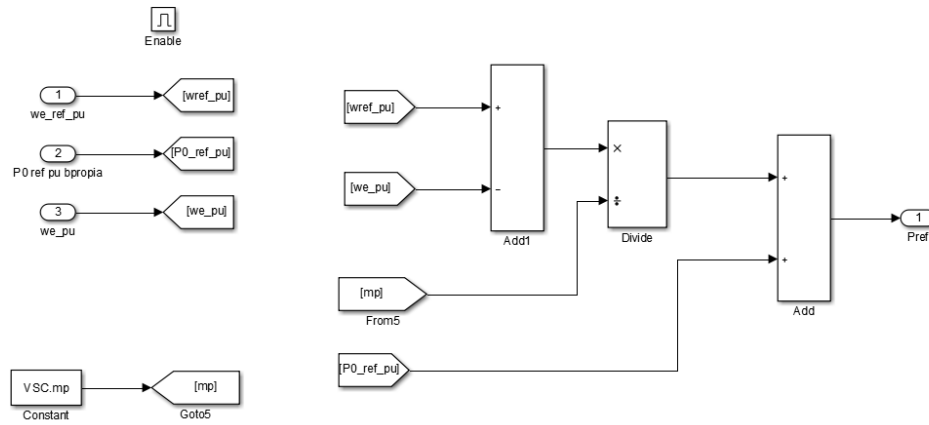 Enable
1
we_ref_pu
[wref_pu]
2
P0 ref pu bpropia
[P0_ref_pu]
3
we_pu
[we_pu]
VSC.mp
Constant
[mp]
Goto5
[wref_pu]
[we_pu]
+
−
Add1
×
÷
Divide
[mp]
From5
[P0_ref_pu]
+
+
Add
1
Pref